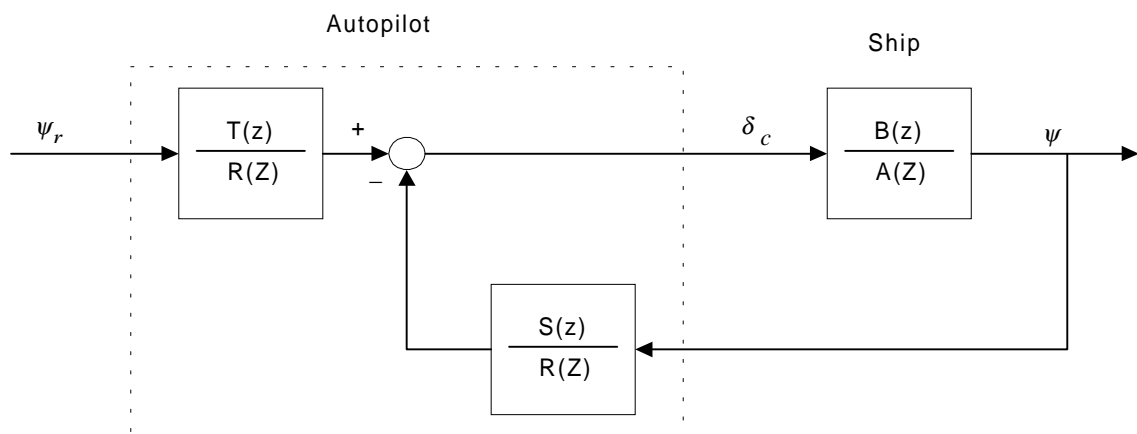 Autopilot
Ship
ψr
T(z)
R(Z)
+
−
δc
B(z)
A(Z)
ψ
S(z)
R(Z)